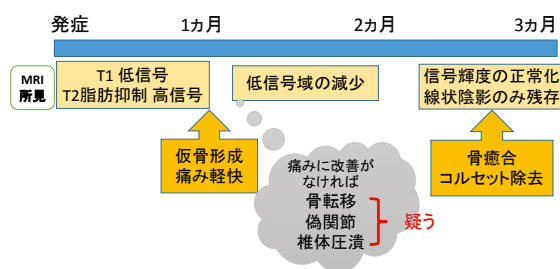 発症
1ヵ月
2ヵ月
3ヵ月
MRI
所見
T1 低信号
T2脂肪抑制 高信号
低信号域の減少
信号輝度の正常化
線状陰影のみ残存
仮骨形成
痛み軽快
痛みに改善が
なければ
骨転移
偽関節
椎体圧潰
疑う
骨癒合
コルセット除去